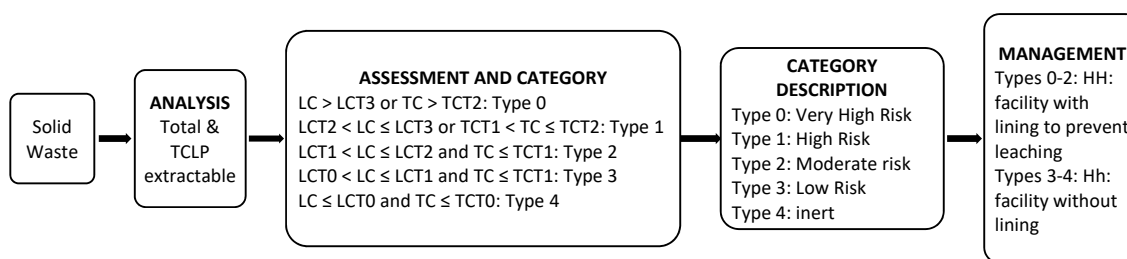 Solid
Waste
ANALYSIS
Total &
TCLP
extractable
ASSESSMENT AND CATEGORY
LC > LCT3 or TC > TCT2: Type 0
LCT2 < LC ≤ LCT3 or TCT1 < TC ≤ TCT2: Type 1
LCT1 < LC ≤ LCT2 and TC ≤ TCT1: Type 2
LCT0 < LC ≤ LCT1 and TC ≤ TCT1: Type 3
LC ≤ LCT0 and TC ≤ TCT0: Type 4
CATEGORY
DESCRIPTION
Type 0: Very High Risk
Type 1: High Risk
Type 2: Moderate risk
Type 3: Low Risk
Type 4: inert
MANAGEMENT
Types 0-2: HH:
facility with
lining to prevent
leaching
Types 3-4: Hh:
facility without
lining